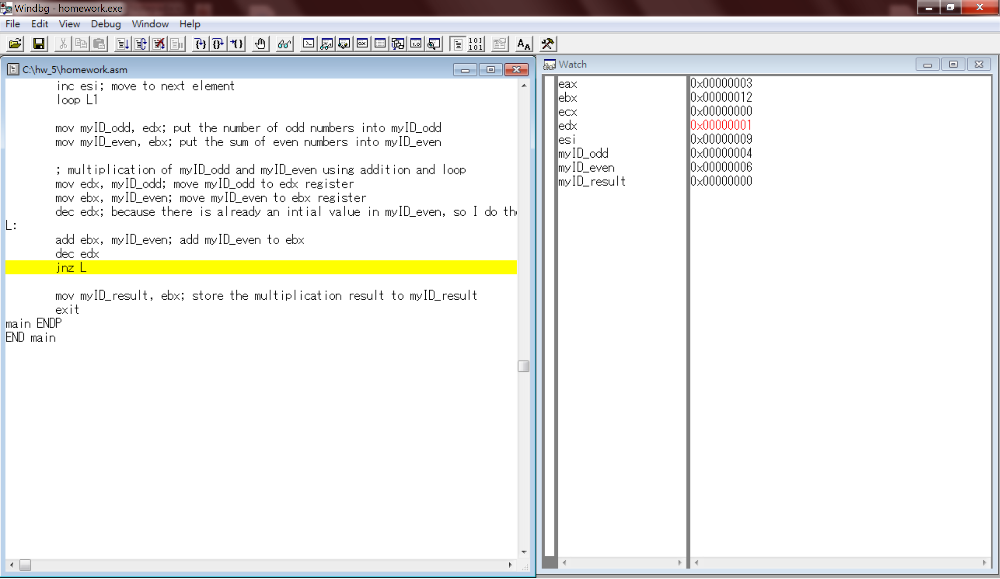 Windbg - homework.exe
File Edit View Debug Window Help
101
101
A A
C:\hw_5\homework.asm
inc esi; move to next element
loop L1
mov myID_odd, edx; put the number of odd numbers into myID_odd
mov myID_even, ebx; put the sum of even numbers into myID_even
; multiplication of myID_odd and myID_even using addition and loop
mov edx, myID_odd; move myID_odd to edx register
mov ebx, myID_even; move myID_even to ebx register
dec edx; because there is already an intial value in myID_even, so I do the
L:
add ebx, myID_even; add myID_even to ebx
dec edx
jnz L
mov myID_result, ebx; store the multiplication result to myID_result
exit
main ENDP
END main
Watch
eax 0x00000003
ebx 0x00000012
ecx 0x00000000
edx 0x00000001
esi 0x00000009
myID_odd 0x00000004
myID_even 0x00000006
myID_result 0x00000000